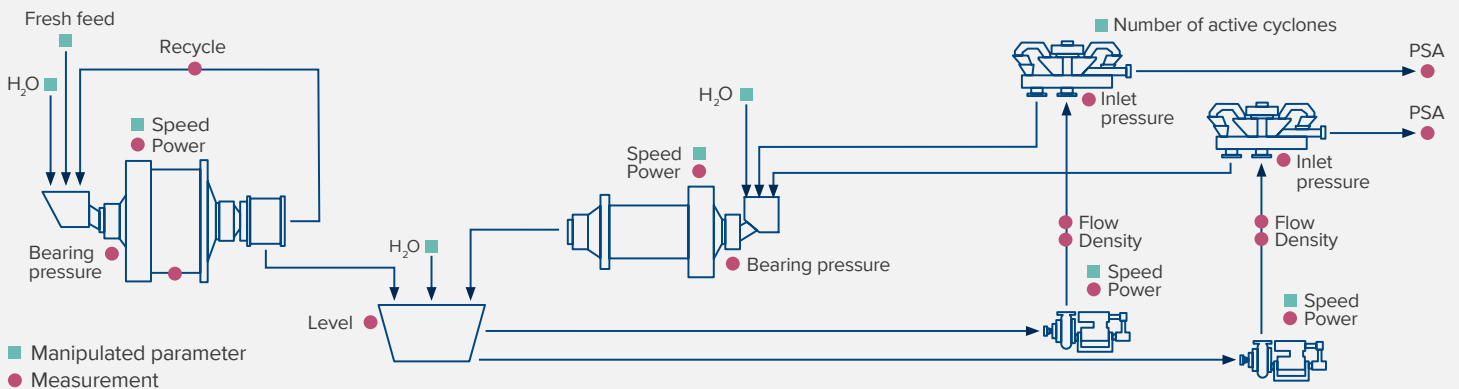 Fresh feed
H₂O
Recycle
Speed
Power
Bearing
pressure
H₂O
Level
Speed
Power
H₂O
Bearing pressure
Number of active cyclones
Inlet
pressure
PSA
Inlet
pressure
PSA
Flow
Density
Speed
Power
Flow
Density
Speed
Power
Manipulated parameter
Measurement